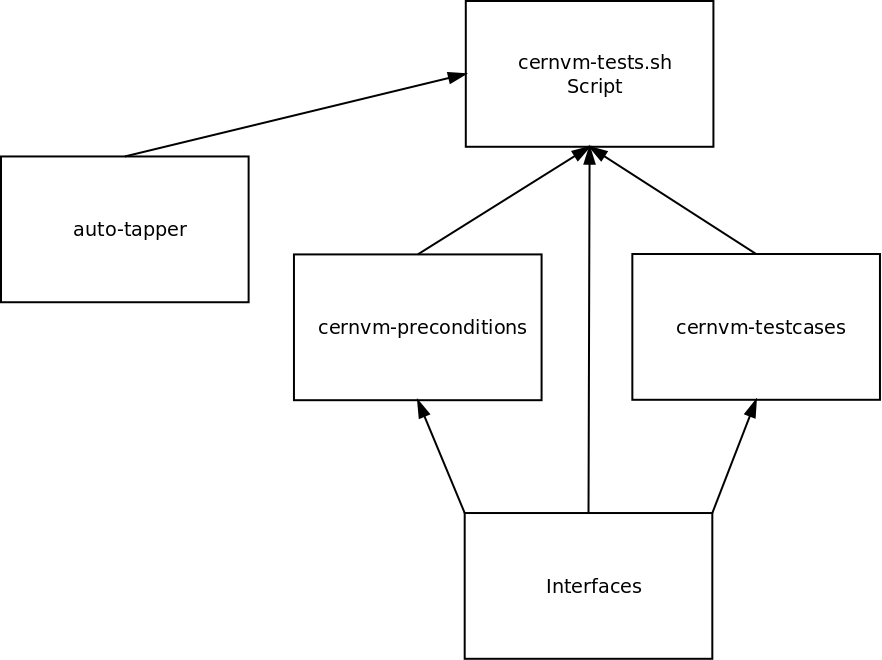 cernvm-tests.sh
Script
auto-tapper
cernvm-preconditions
cernvm-testcases
Interfaces